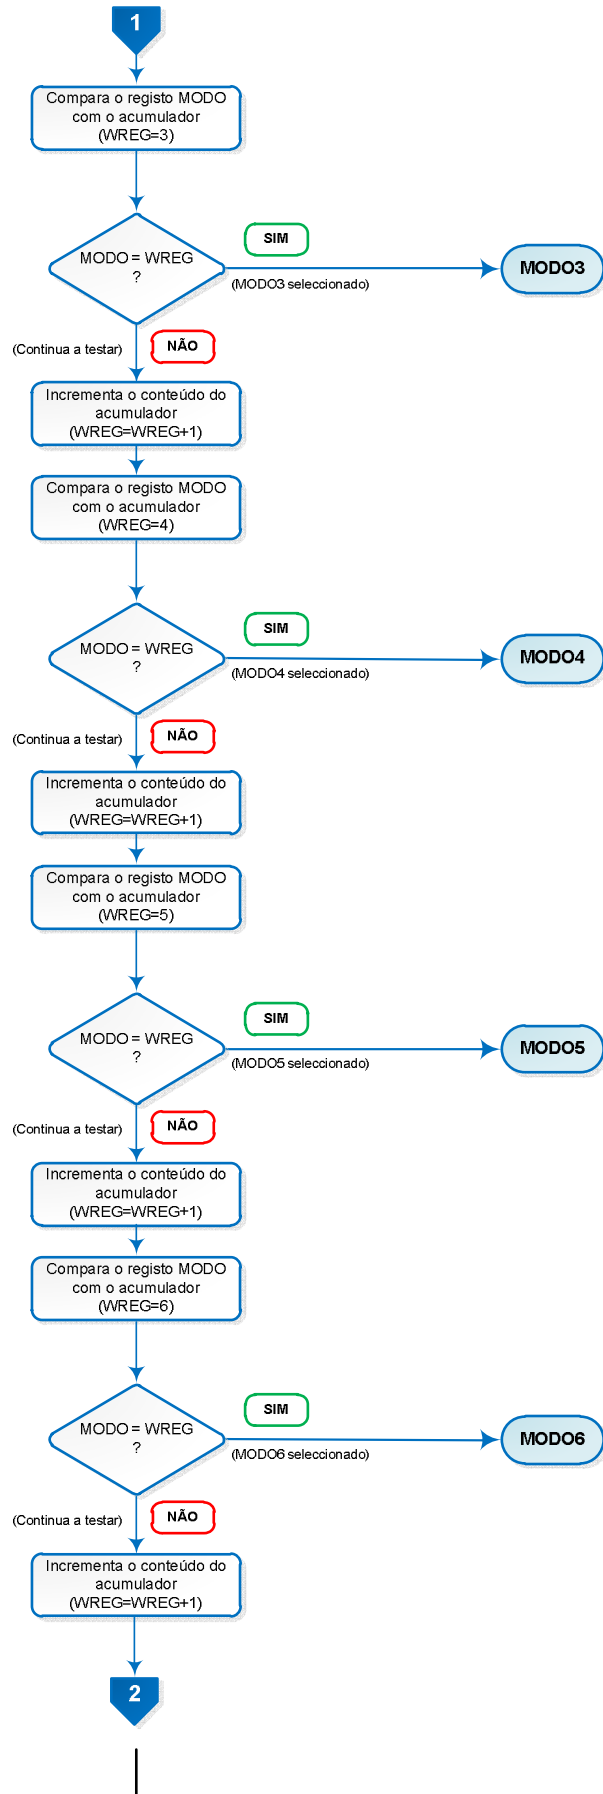 1
Compara o registo MODO
com o acumulador
(WREG=3)
MODO = WREG
?
SIM
(MODO3 seleccionado)
MODO3
(Continua a testar)
NÃO
Incrementa o conteúdo do
acumulador
(WREG=WREG+1)
Compara o registo MODO
com o acumulador
(WREG=4)
MODO = WREG
?
SIM
(MODO4 seleccionado)
MODO4
(Continua a testar)
NÃO
Incrementa o conteúdo do
acumulador
(WREG=WREG+1)
Compara o registo MODO
com o acumulador
(WREG=5)
MODO = WREG
?
SIM
(MODO5 seleccionado)
MODO5
(Continua a testar)
NÃO
Incrementa o conteúdo do
acumulador
(WREG=WREG+1)
Compara o registo MODO
com o acumulador
(WREG=6)
MODO = WREG
?
SIM
(MODO6 seleccionado)
MODO6
(Continua a testar)
NÃO
Incrementa o conteúdo do
acumulador
(WREG=WREG+1)
2